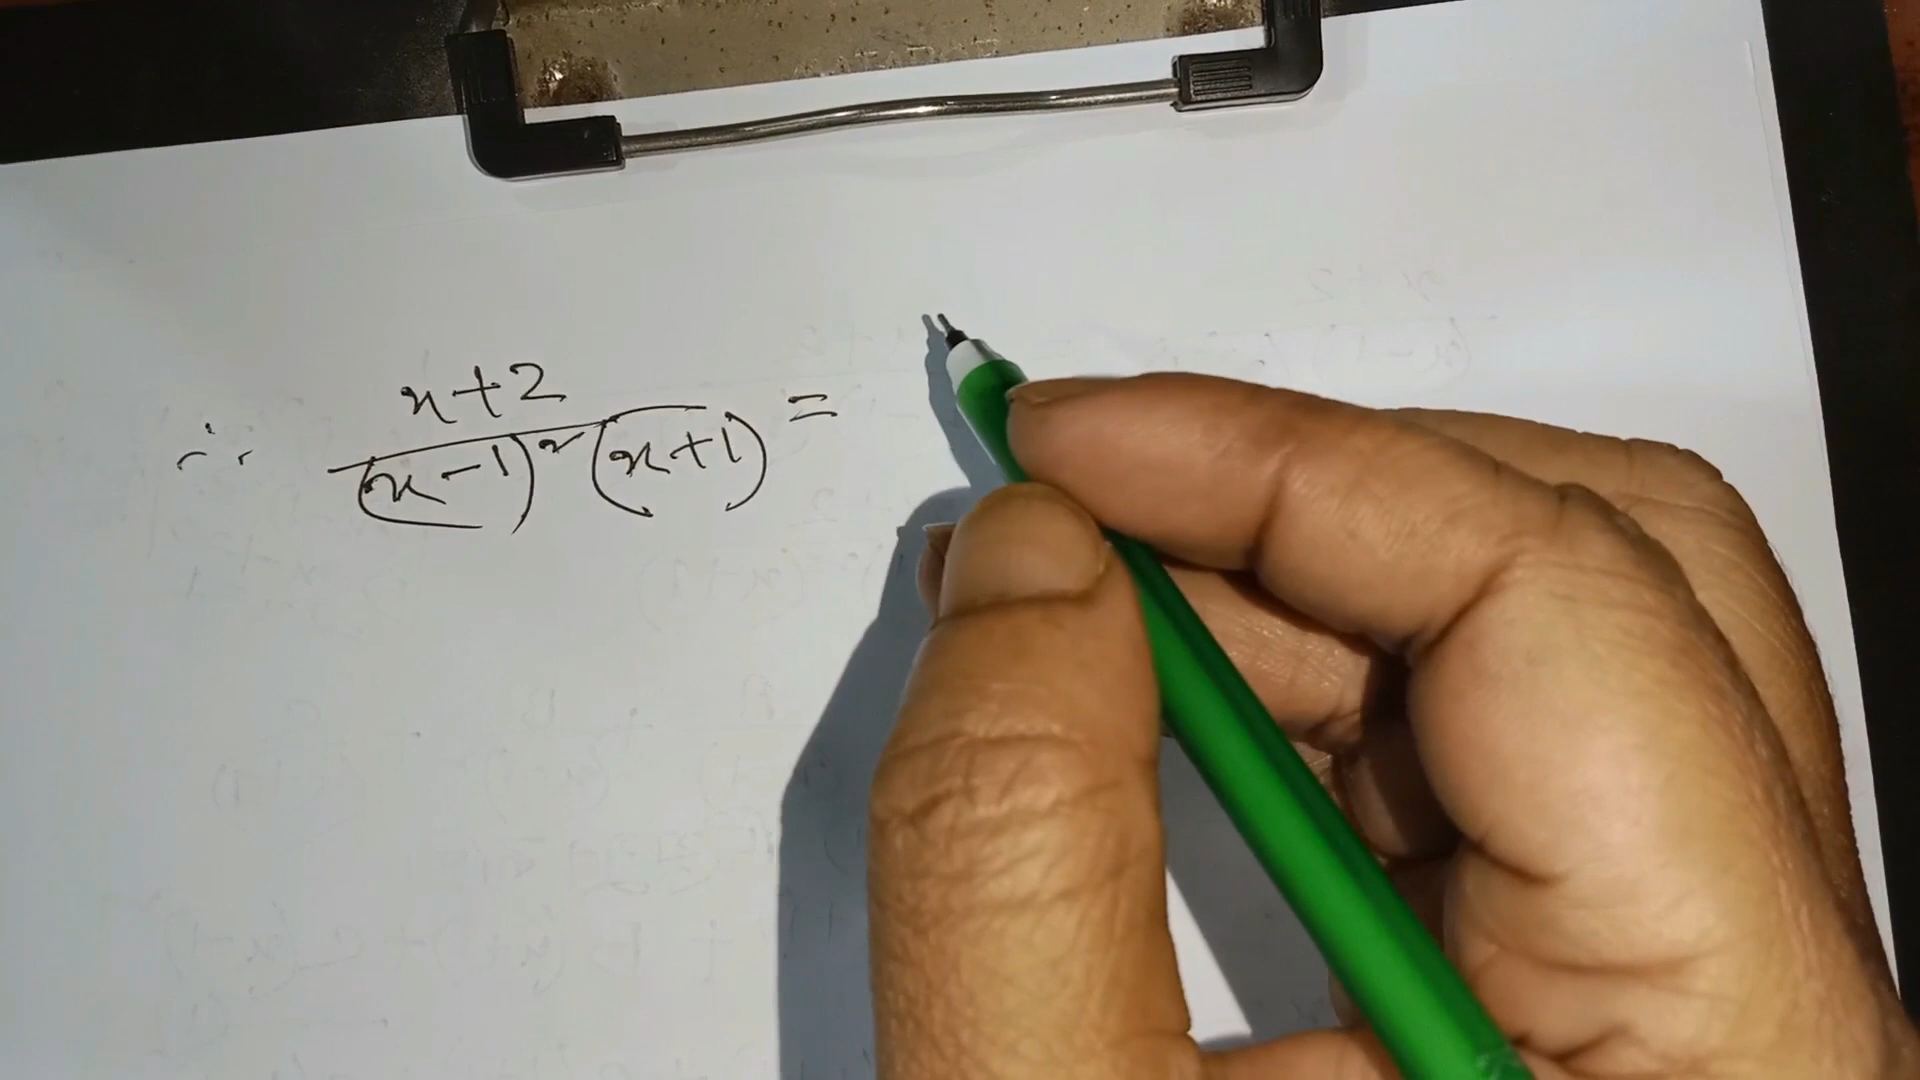 ∴ x+2 / (x-1)² (x+1) =